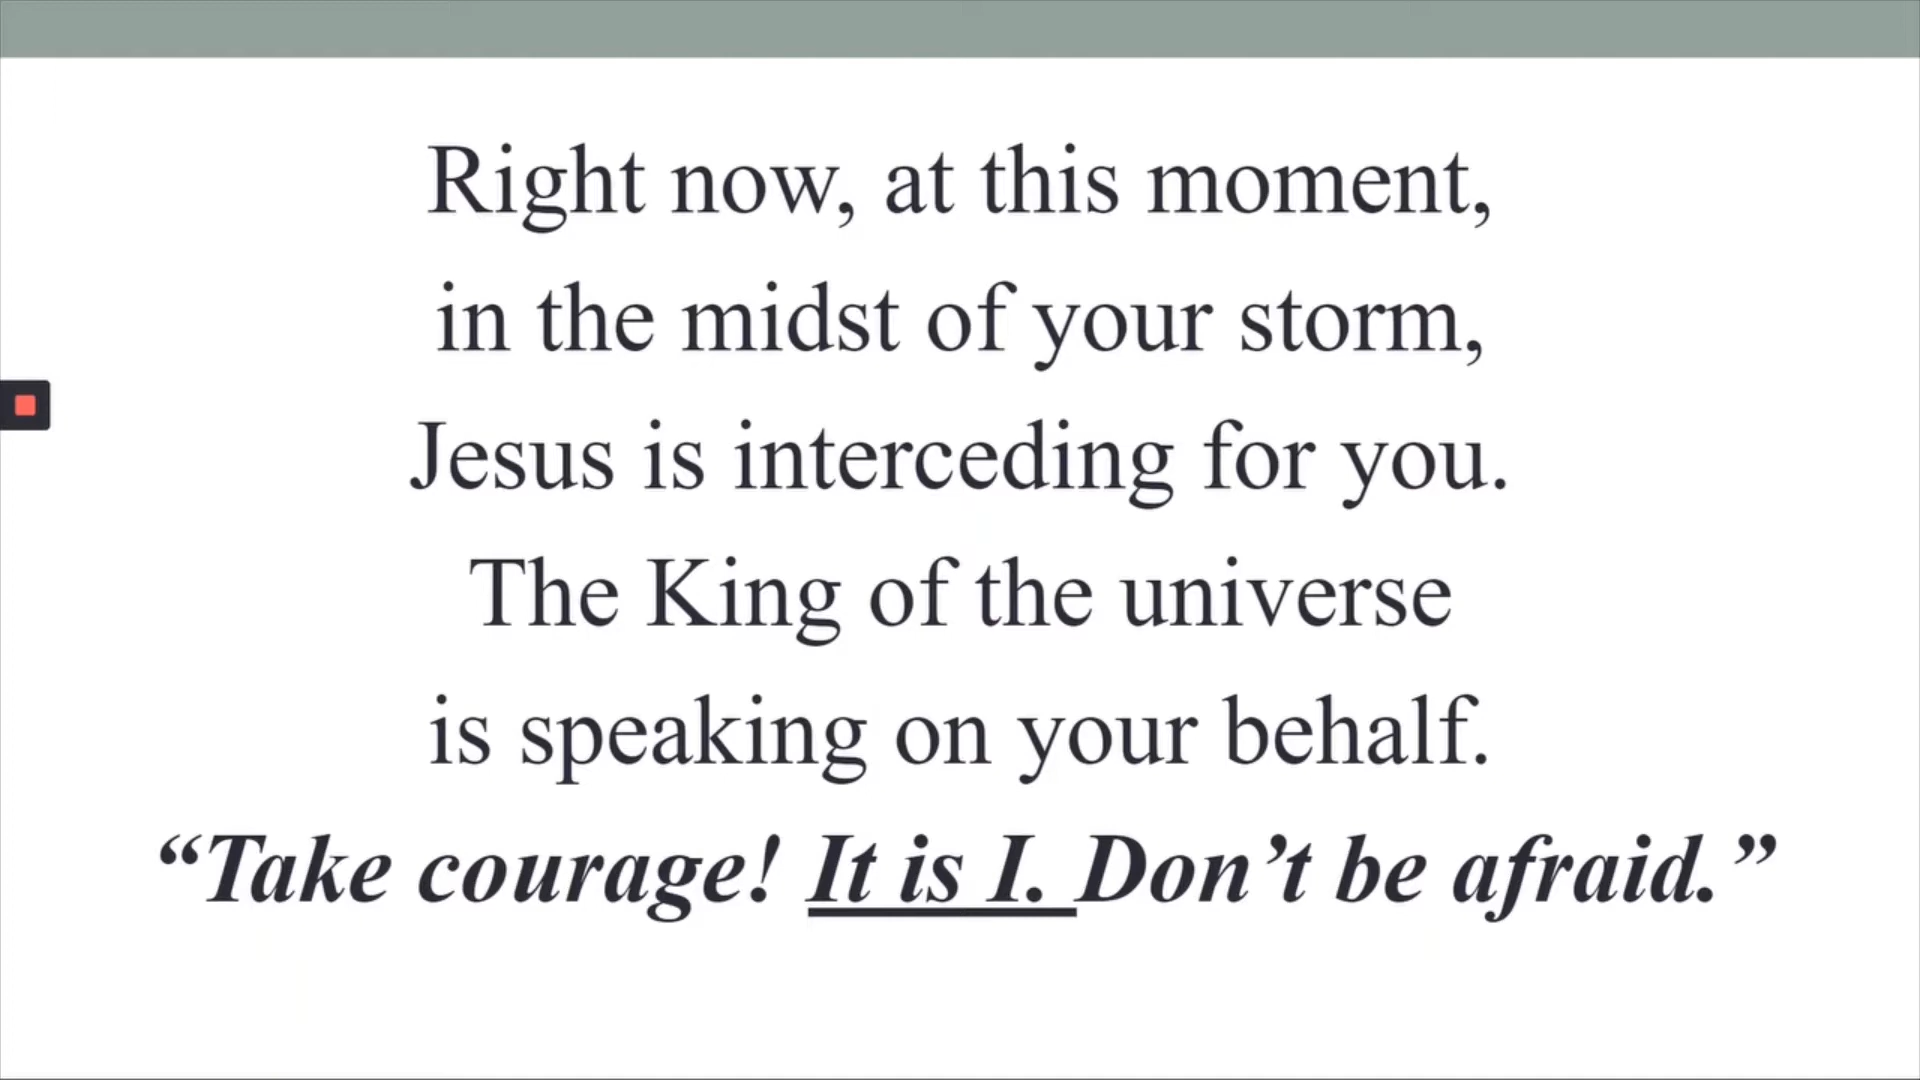 Right now, at this moment,
in the midst of your storm,
Jesus is interceding for you.
The King of the universe
is speaking on your behalf.
“Take courage! It is I. Don’t be afraid.”